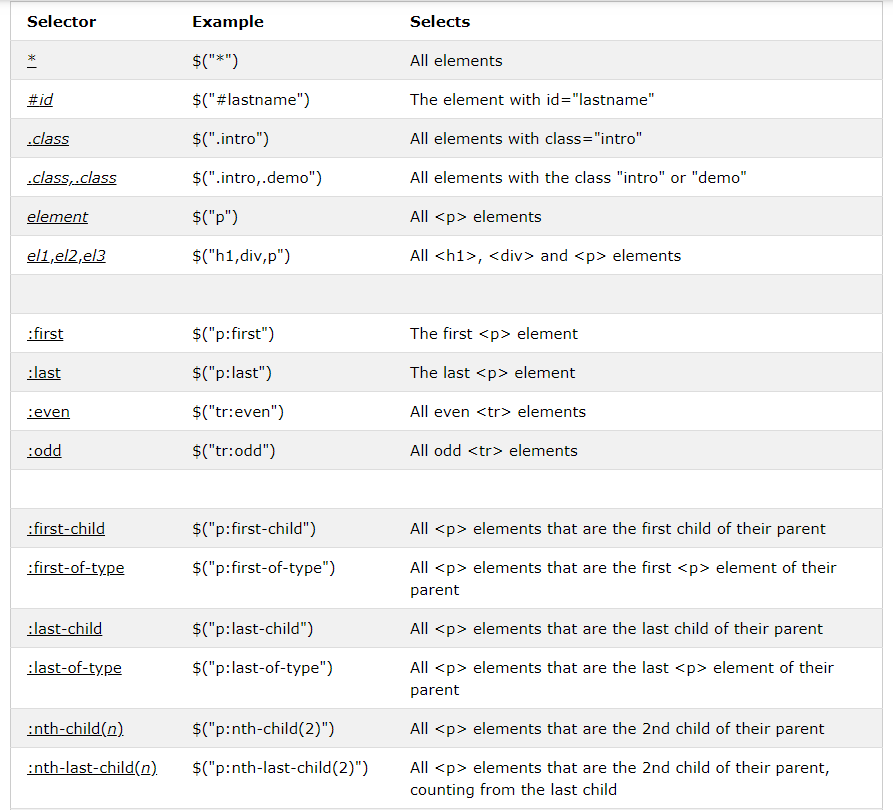 Selector Example Selects
* $("*") All elements
#id $("#lastname") The element with id="lastname"
.class $(".intro") All elements with class="intro"
.class,.class $(".intro,.demo") All elements with the class "intro" or "demo"
element $("p") All <p> elements
el1,el2,el3 $("h1,div,p") All <h1>, <div> and <p> elements
:first $("p:first") The first <p> element
:last $("p:last") The last <p> element
:even $("tr:even") All even <tr> elements
:odd $("tr:odd") All odd <tr> elements
:first-child $("p:first-child") All <p> elements that are the first child of their parent
:first-of-type $("p:first-of-type") All <p> elements that are the first <p> element of their
parent
:last-child $("p:last-child") All <p> elements that are the last child of their parent
:last-of-type $("p:last-of-type") All <p> elements that are the last <p> element of their
parent
:nth-child(n) $("p:nth-child(2)") All <p> elements that are the 2nd child of their parent
:nth-last-child(n) $("p:nth-last-child(2)") All <p> elements that are the 2nd child of their parent,
counting from the last child